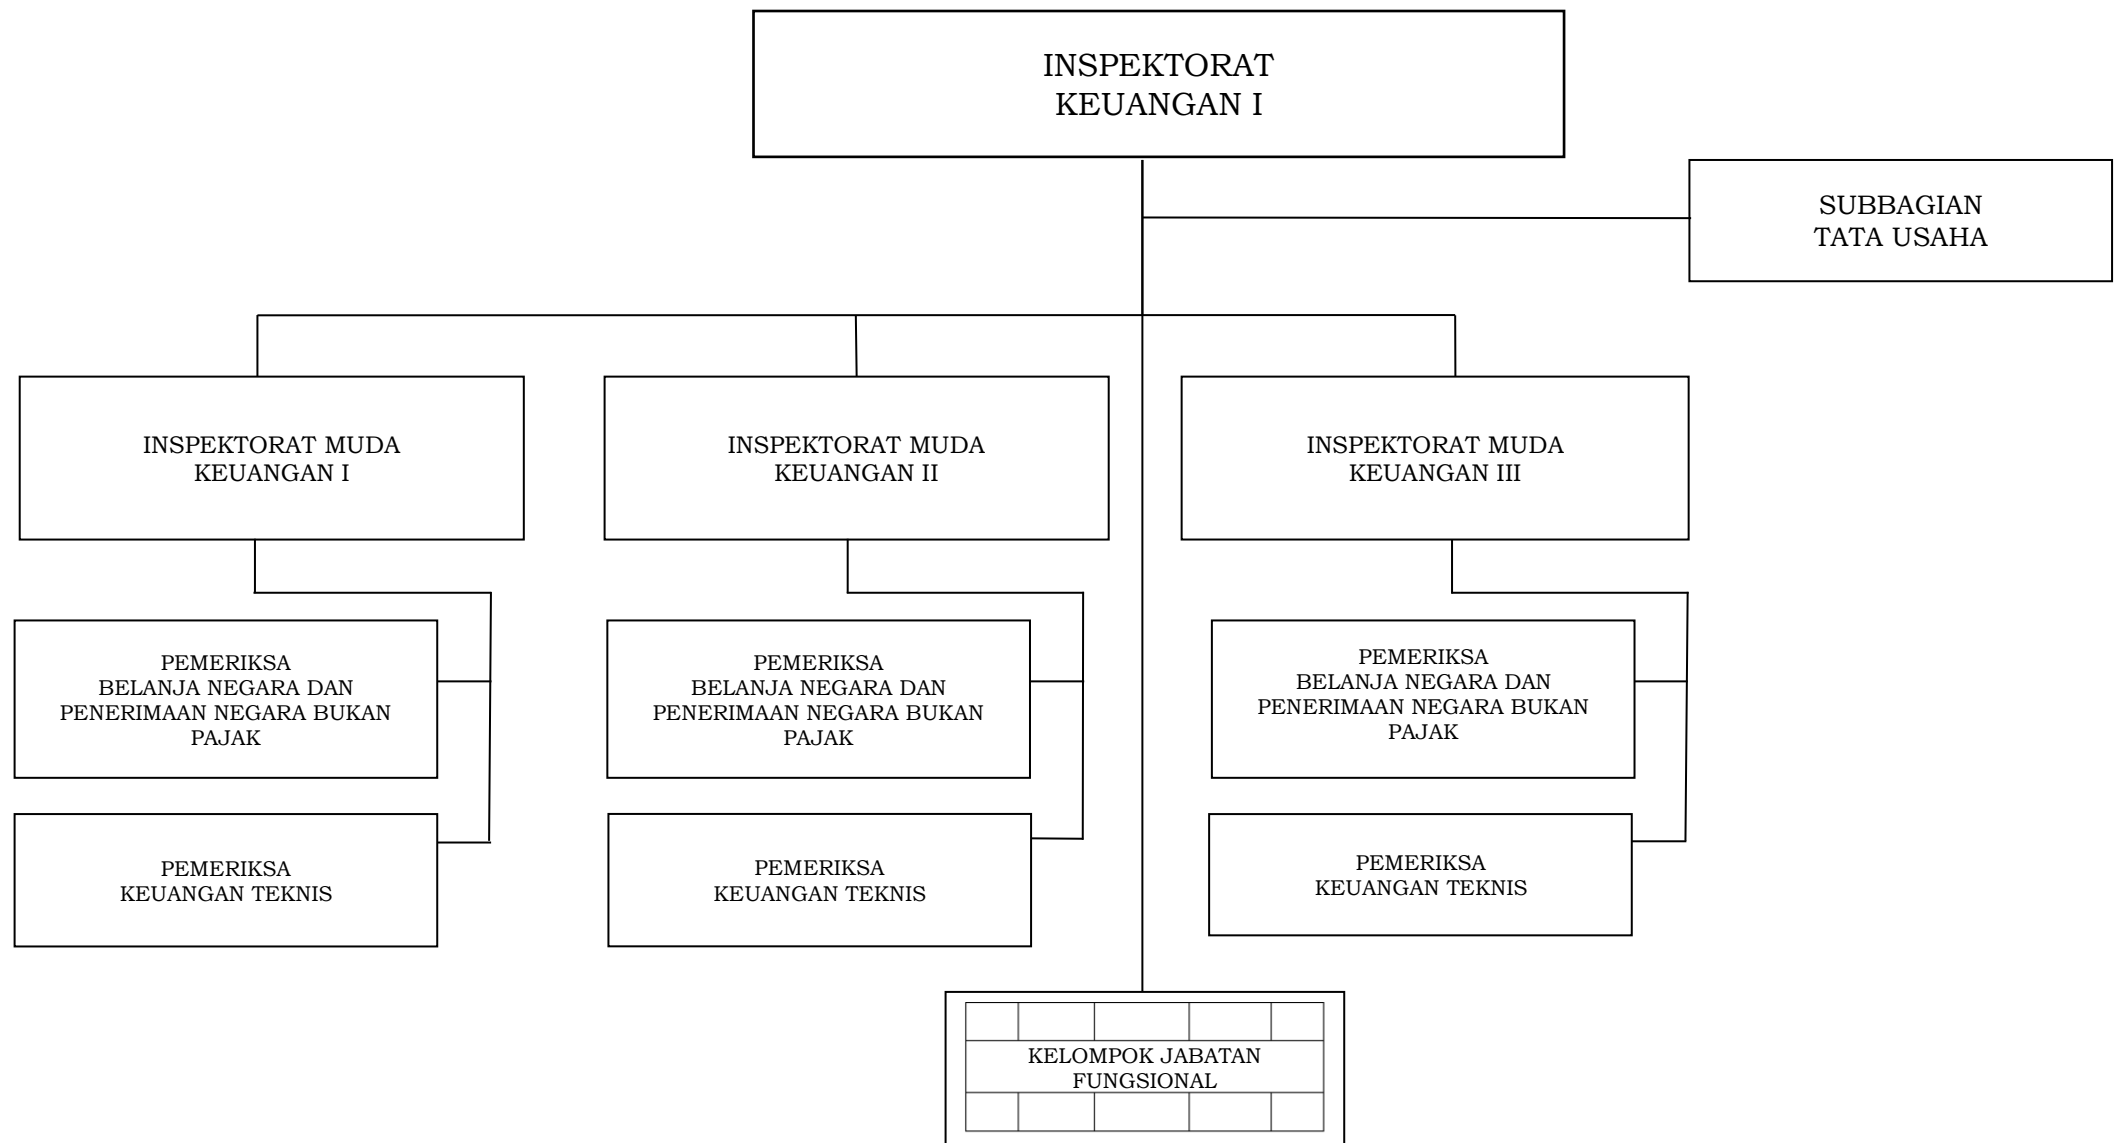 INSPEKTORAT
KEUANGAN I
SUBBAGIAN
TATA USAHA
INSPEKTORAT MUDA
KEUANGAN I
INSPEKTORAT MUDA
KEUANGAN II
INSPEKTORAT MUDA
KEUANGAN III
PEMERIKSA
BELANJA NEGARA DAN
PENERIMAAN NEGARA BUKAN
PAJAK
PEMERIKSA
BELANJA NEGARA DAN
PENERIMAAN NEGARA BUKAN
PAJAK
PEMERIKSA
BELANJA NEGARA DAN
PENERIMAAN NEGARA BUKAN
PAJAK
PEMERIKSA
KEUANGAN TEKNIS
PEMERIKSA
KEUANGAN TEKNIS
PEMERIKSA
KEUANGAN TEKNIS
KELOMPOK JABATAN
FUNGSIONAL